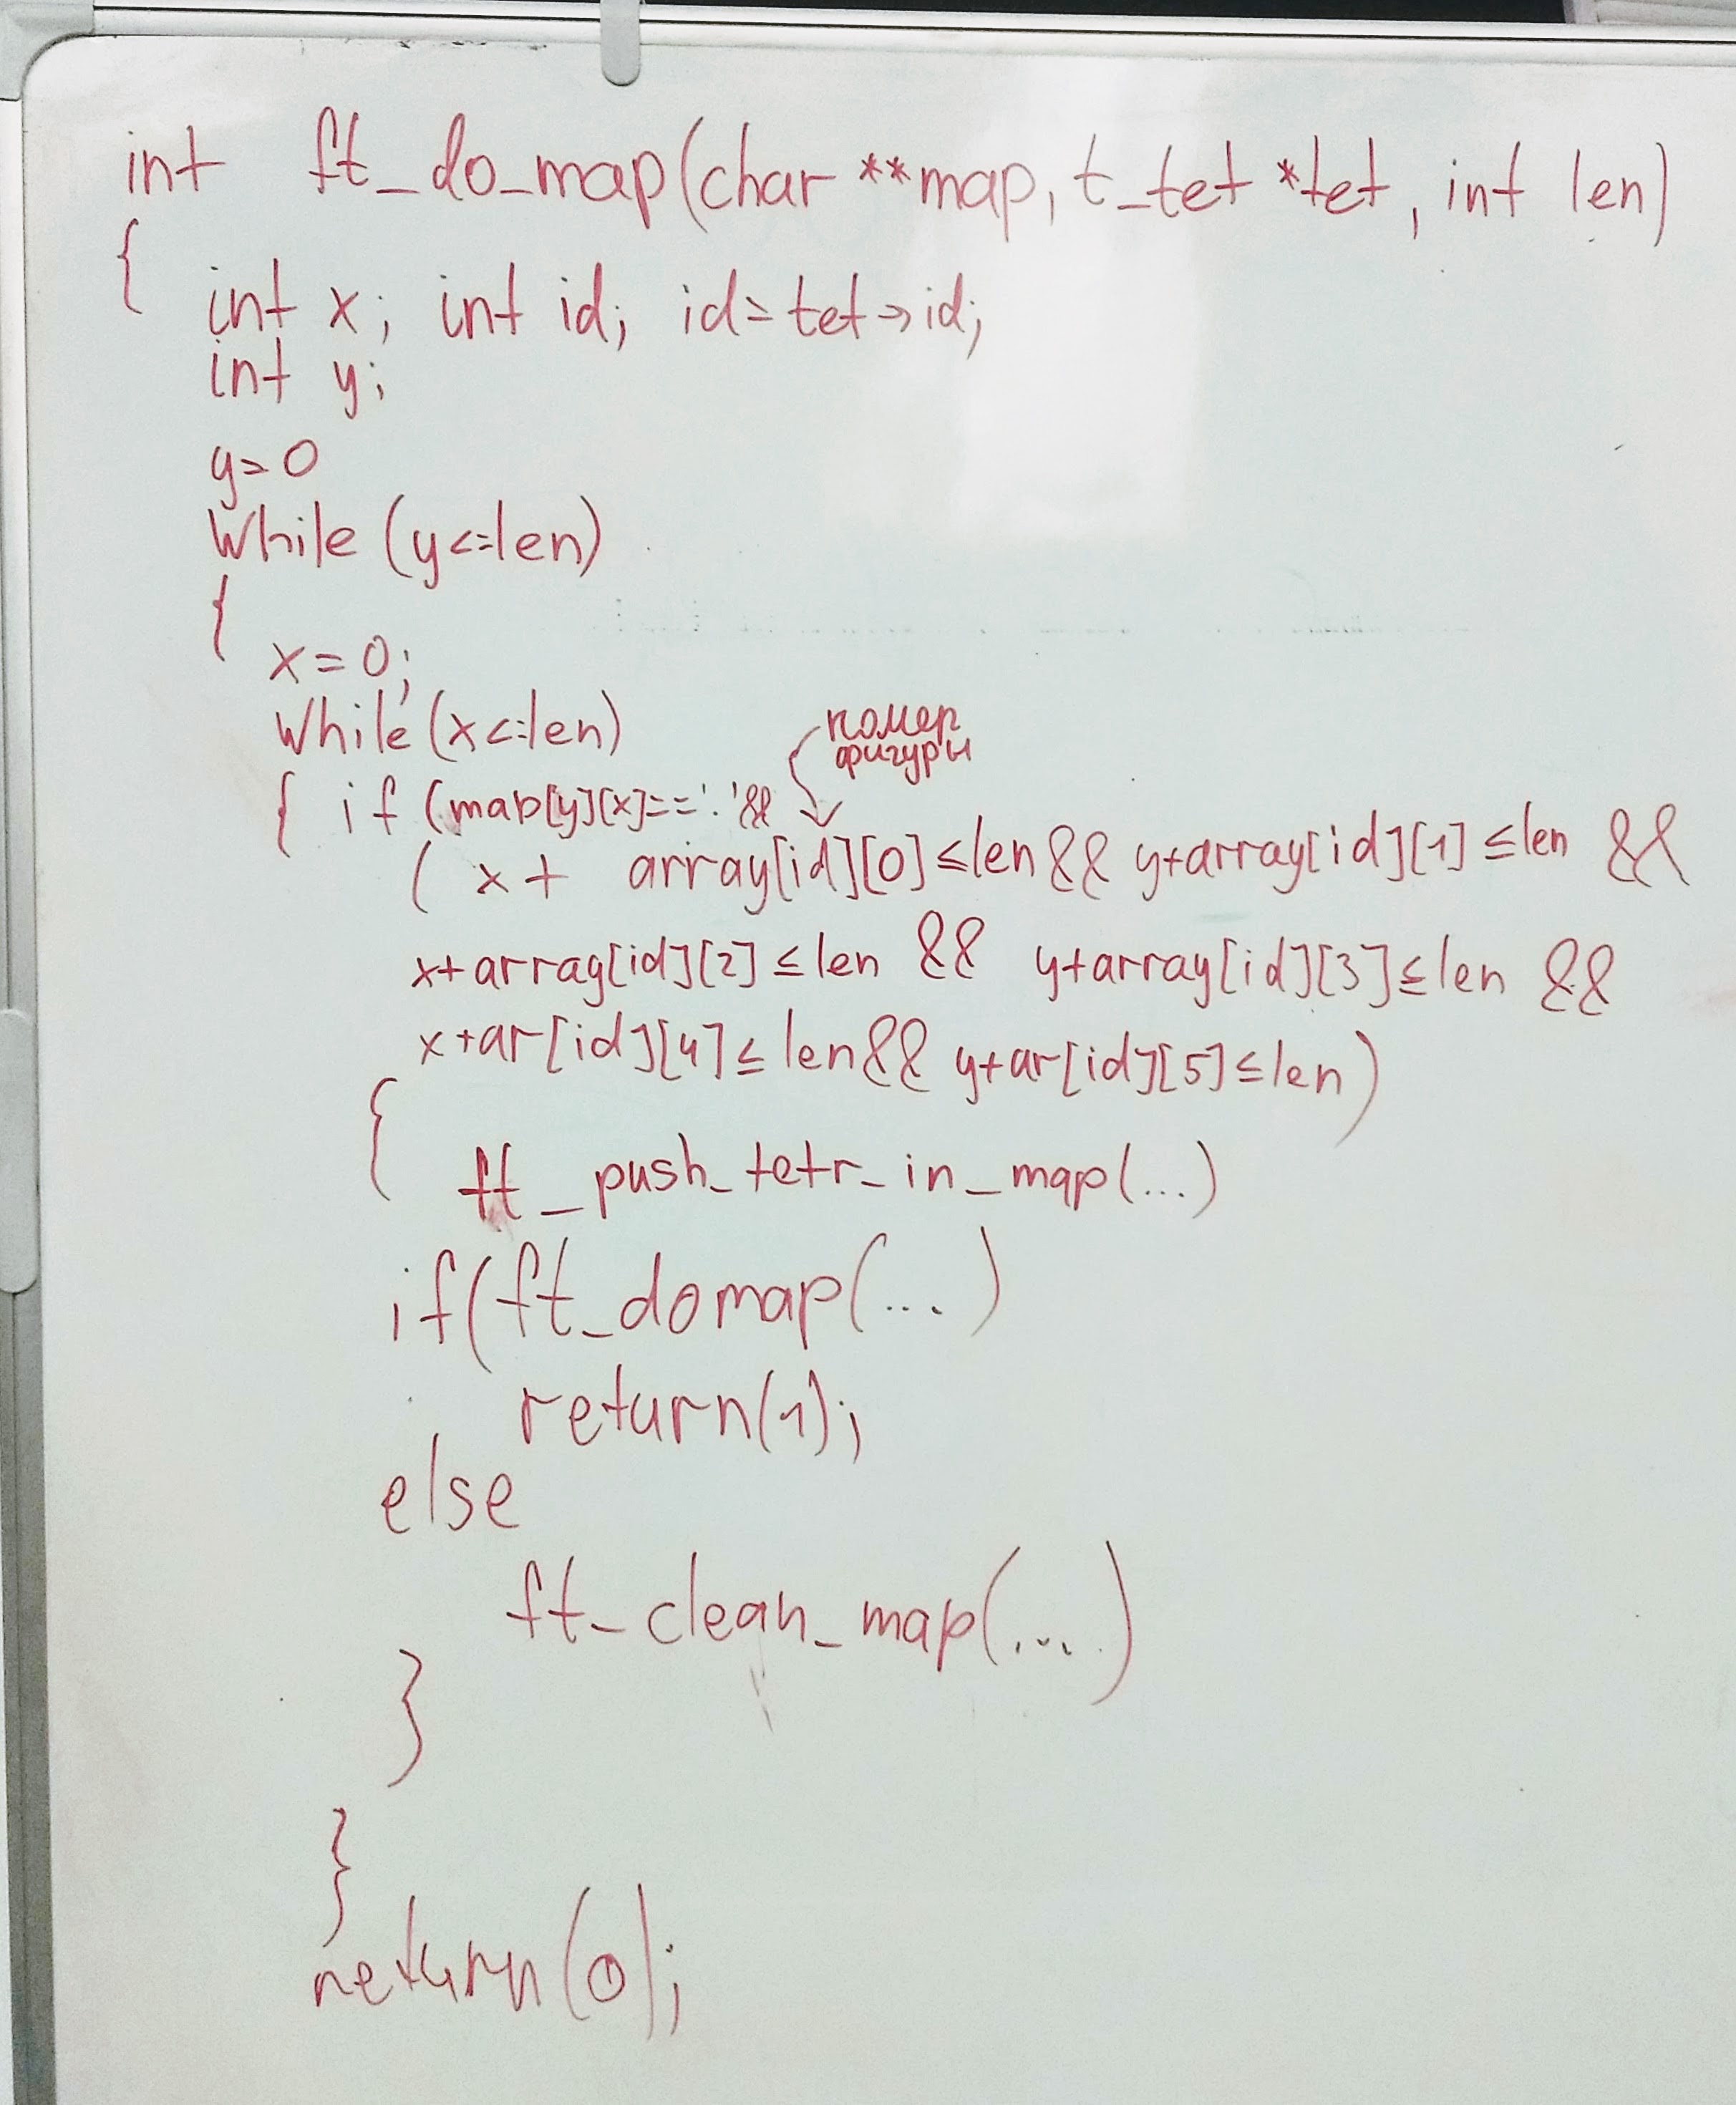 int ft_do_map(char **map, t_tet *tet, int len)
{
int x; int id; id=tet->id;
int y;
y=0
While (y<=len)
{
x=0;
While (x<=len)
номер
фигуры
{ if (map[y][x]=='.'&&
( x+ array[id][0]≤len && y+array[id][1]≤len &&
x+array[id][2]≤len && y+array[id][3]≤len &&
x+ar[id][4]≤len && y+ar[id][5]≤len)
{
ft_push_tetr_in_map(...)
if(ft_domap(...)
return(1);
else
ft_clean_map(....)
}
}
return(0);